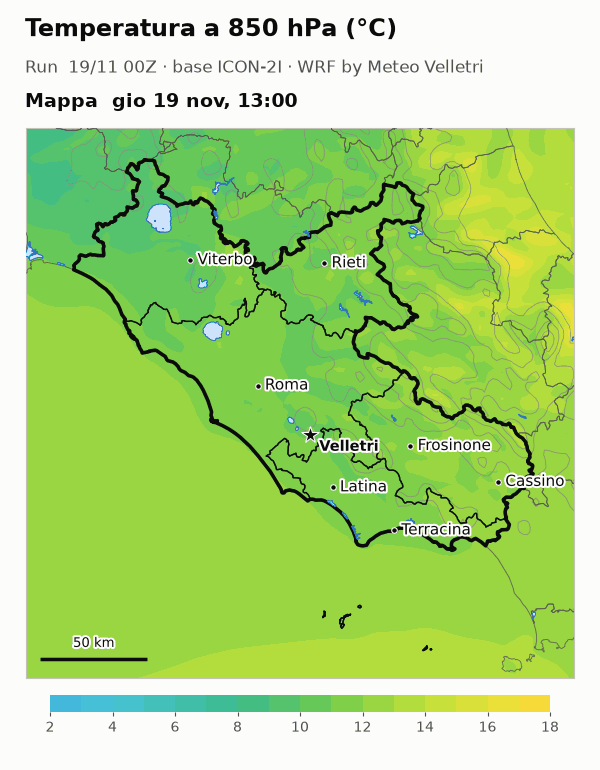 Temperatura a 850 hPa (°C)
Run  19/11 00Z · base ICON-2I · WRF by Meteo Velletri
Mappa  gio 19 nov, 13:00
Viterbo
Rieti
Roma
Velletri
Frosinone
Cassino
Latina
Terracina
50 km
2 4 6 8 10 12 14 16 18